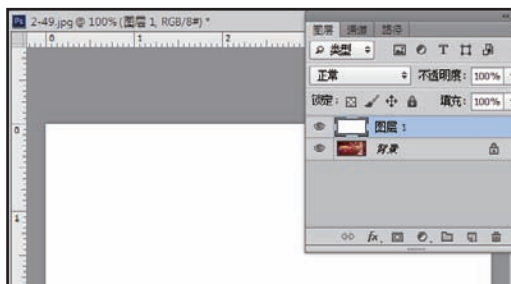 Ps 2-49.jpg @ 100% (图层 1, RGB/8#) *
0 1 2
0
1
图层 通道 路径
类型 T
正常 不透明度: 100%
锁定: 填充: 100%
图层 1
背景
fx